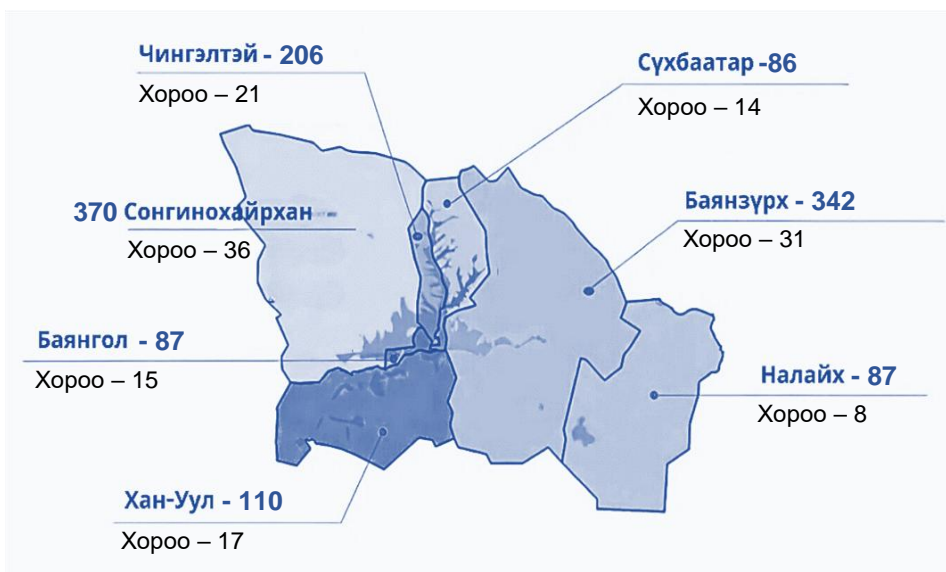 Чингэлтэй - 206
Хороо – 21
Сүхбаатар -86
Хороо – 14
370 Сонгинохайрхан
Хороо – 36
Баянзүрх - 342
Хороо – 31
Баянгол - 87
Хороо – 15
Налайх - 87
Хороо – 8
Хан-Уул - 110
Хороо – 17